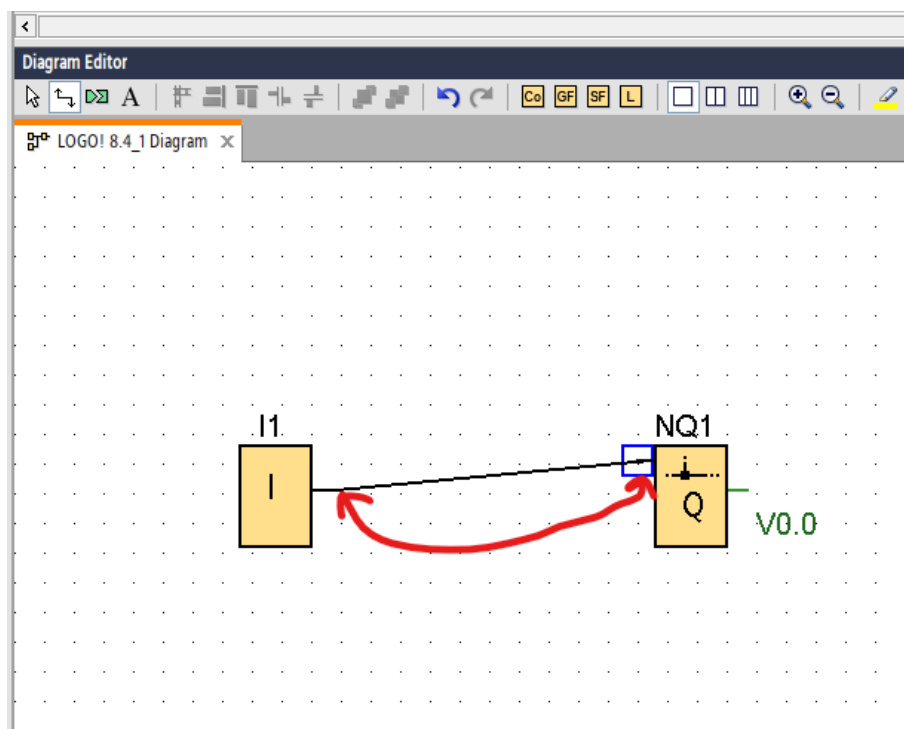 Diagram Editor
A Co GF SF L
LOGO! 8.4_1 Diagram
I1
I
NQ1
Q
V0.0